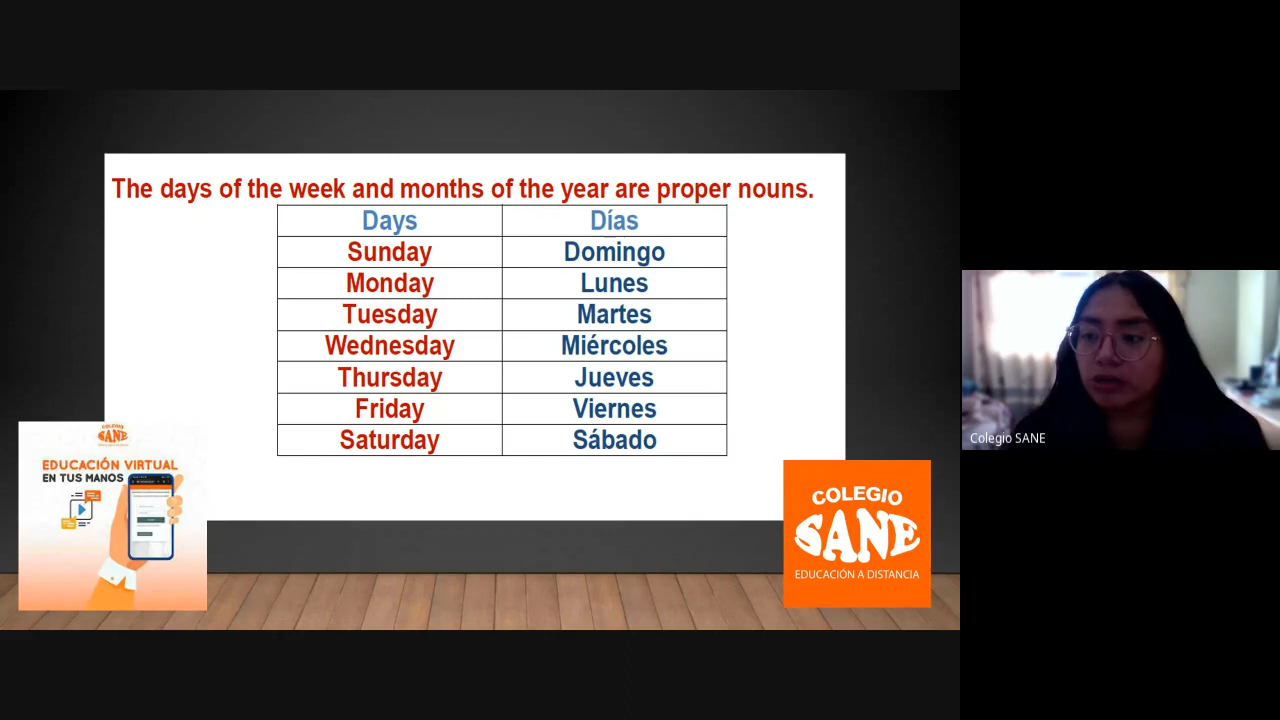 The days of the week and months of the year are proper nouns.
Days Días
Sunday Domingo
Monday Lunes
Tuesday Martes
Wednesday Miércoles
Thursday Jueves
Friday Viernes
Saturday Sábado
COLEGIO
SANE
EDUCACIÓN VIRTUAL
EN TUS MANOS
COLEGIO
SANE
EDUCACIÓN A DISTANCIA
Colegio SANE